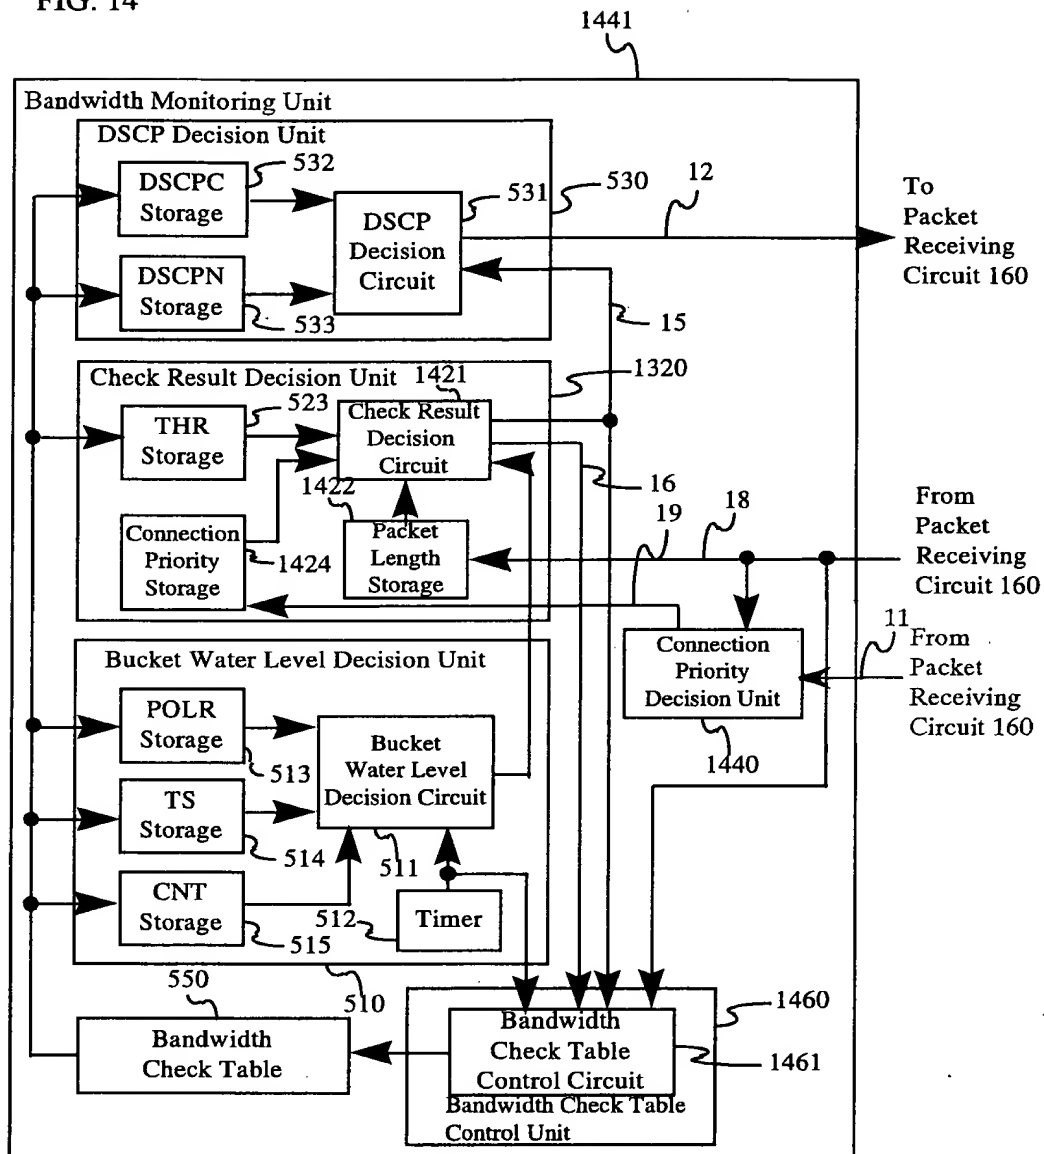 FIG. 14
1441
Bandwidth Monitoring Unit
DSCP Decision Unit
532
DSCPC
Storage
531
530
12
To
Packet
Receiving
Circuit 160
DSCP
Decision
Circuit
DSCPN
Storage
533
15
Check Result Decision Unit
1421
1320
523
THR
Storage
Check Result
Decision
Circuit
1422
16
19
18
From
Packet
Receiving
Circuit 160
Connection
Priority
Storage
1424
Packet
Length
Storage
11
From
Packet
Receiving
Circuit 160
Connection
Priority
Decision Unit
1440
Bucket Water Level Decision Unit
POLR
Storage
513
Bucket
Water Level
Decision Circuit
TS
Storage
514
511
CNT
Storage
515
512
Timer
510
550
Bandwidth
Check Table
1460
Bandwidth
Check Table
Control Circuit
1461
Bandwidth Check Table
Control Unit